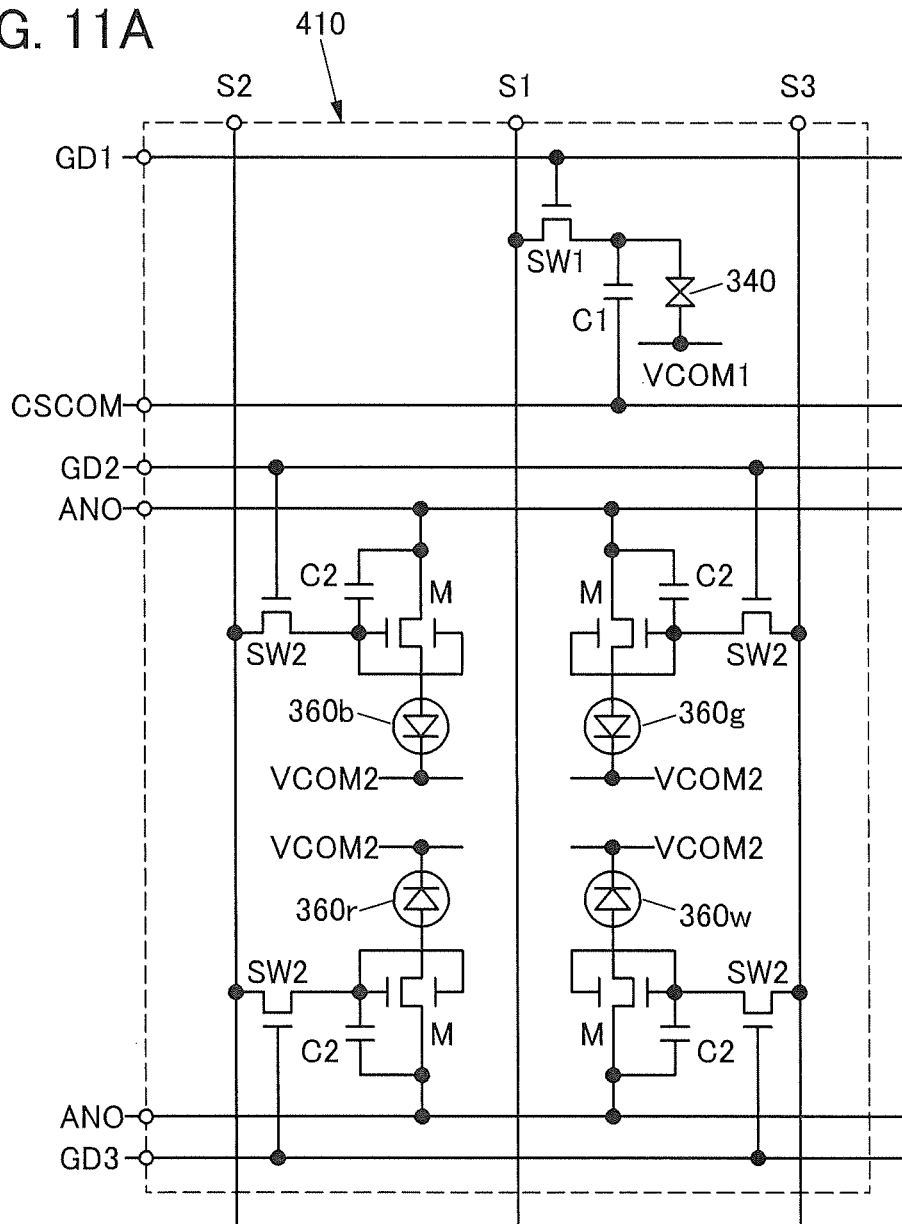 G. 11A
410
S2 S1 S3
GD1
SW1
340
C1
VCOM1
CSCOM
GD2
ANO
C2 M M C2
SW2 SW2
360b 360g
VCOM2 VCOM2
VCOM2 VCOM2
360r 360w
SW2 SW2
C2 M M C2
ANO
GD3